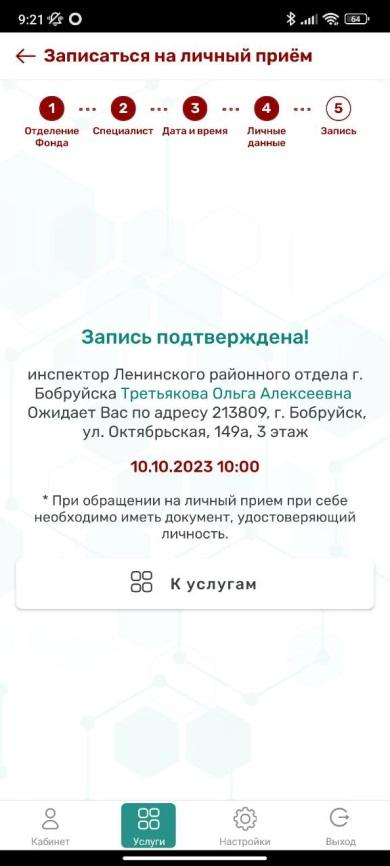 9:21
64
← Записаться на личный приём
1 2 3 4 5
Отделение Фонда
Специалист
Дата и время
Личные данные
Запись
Запись подтверждена!
инспектор Ленинского районного отдела г.
Бобруйска Третьякова Ольга Алексеевна
Ожидает Вас по адресу 213809, г. Бобруйск,
ул. Октябрьская, 149а, 3 этаж
10.10.2023 10:00
* При обращении на личный прием при себе
необходимо иметь документ, удостоверяющий
личность.
К услугам
Кабинет
Услуги
Настройки
Выход